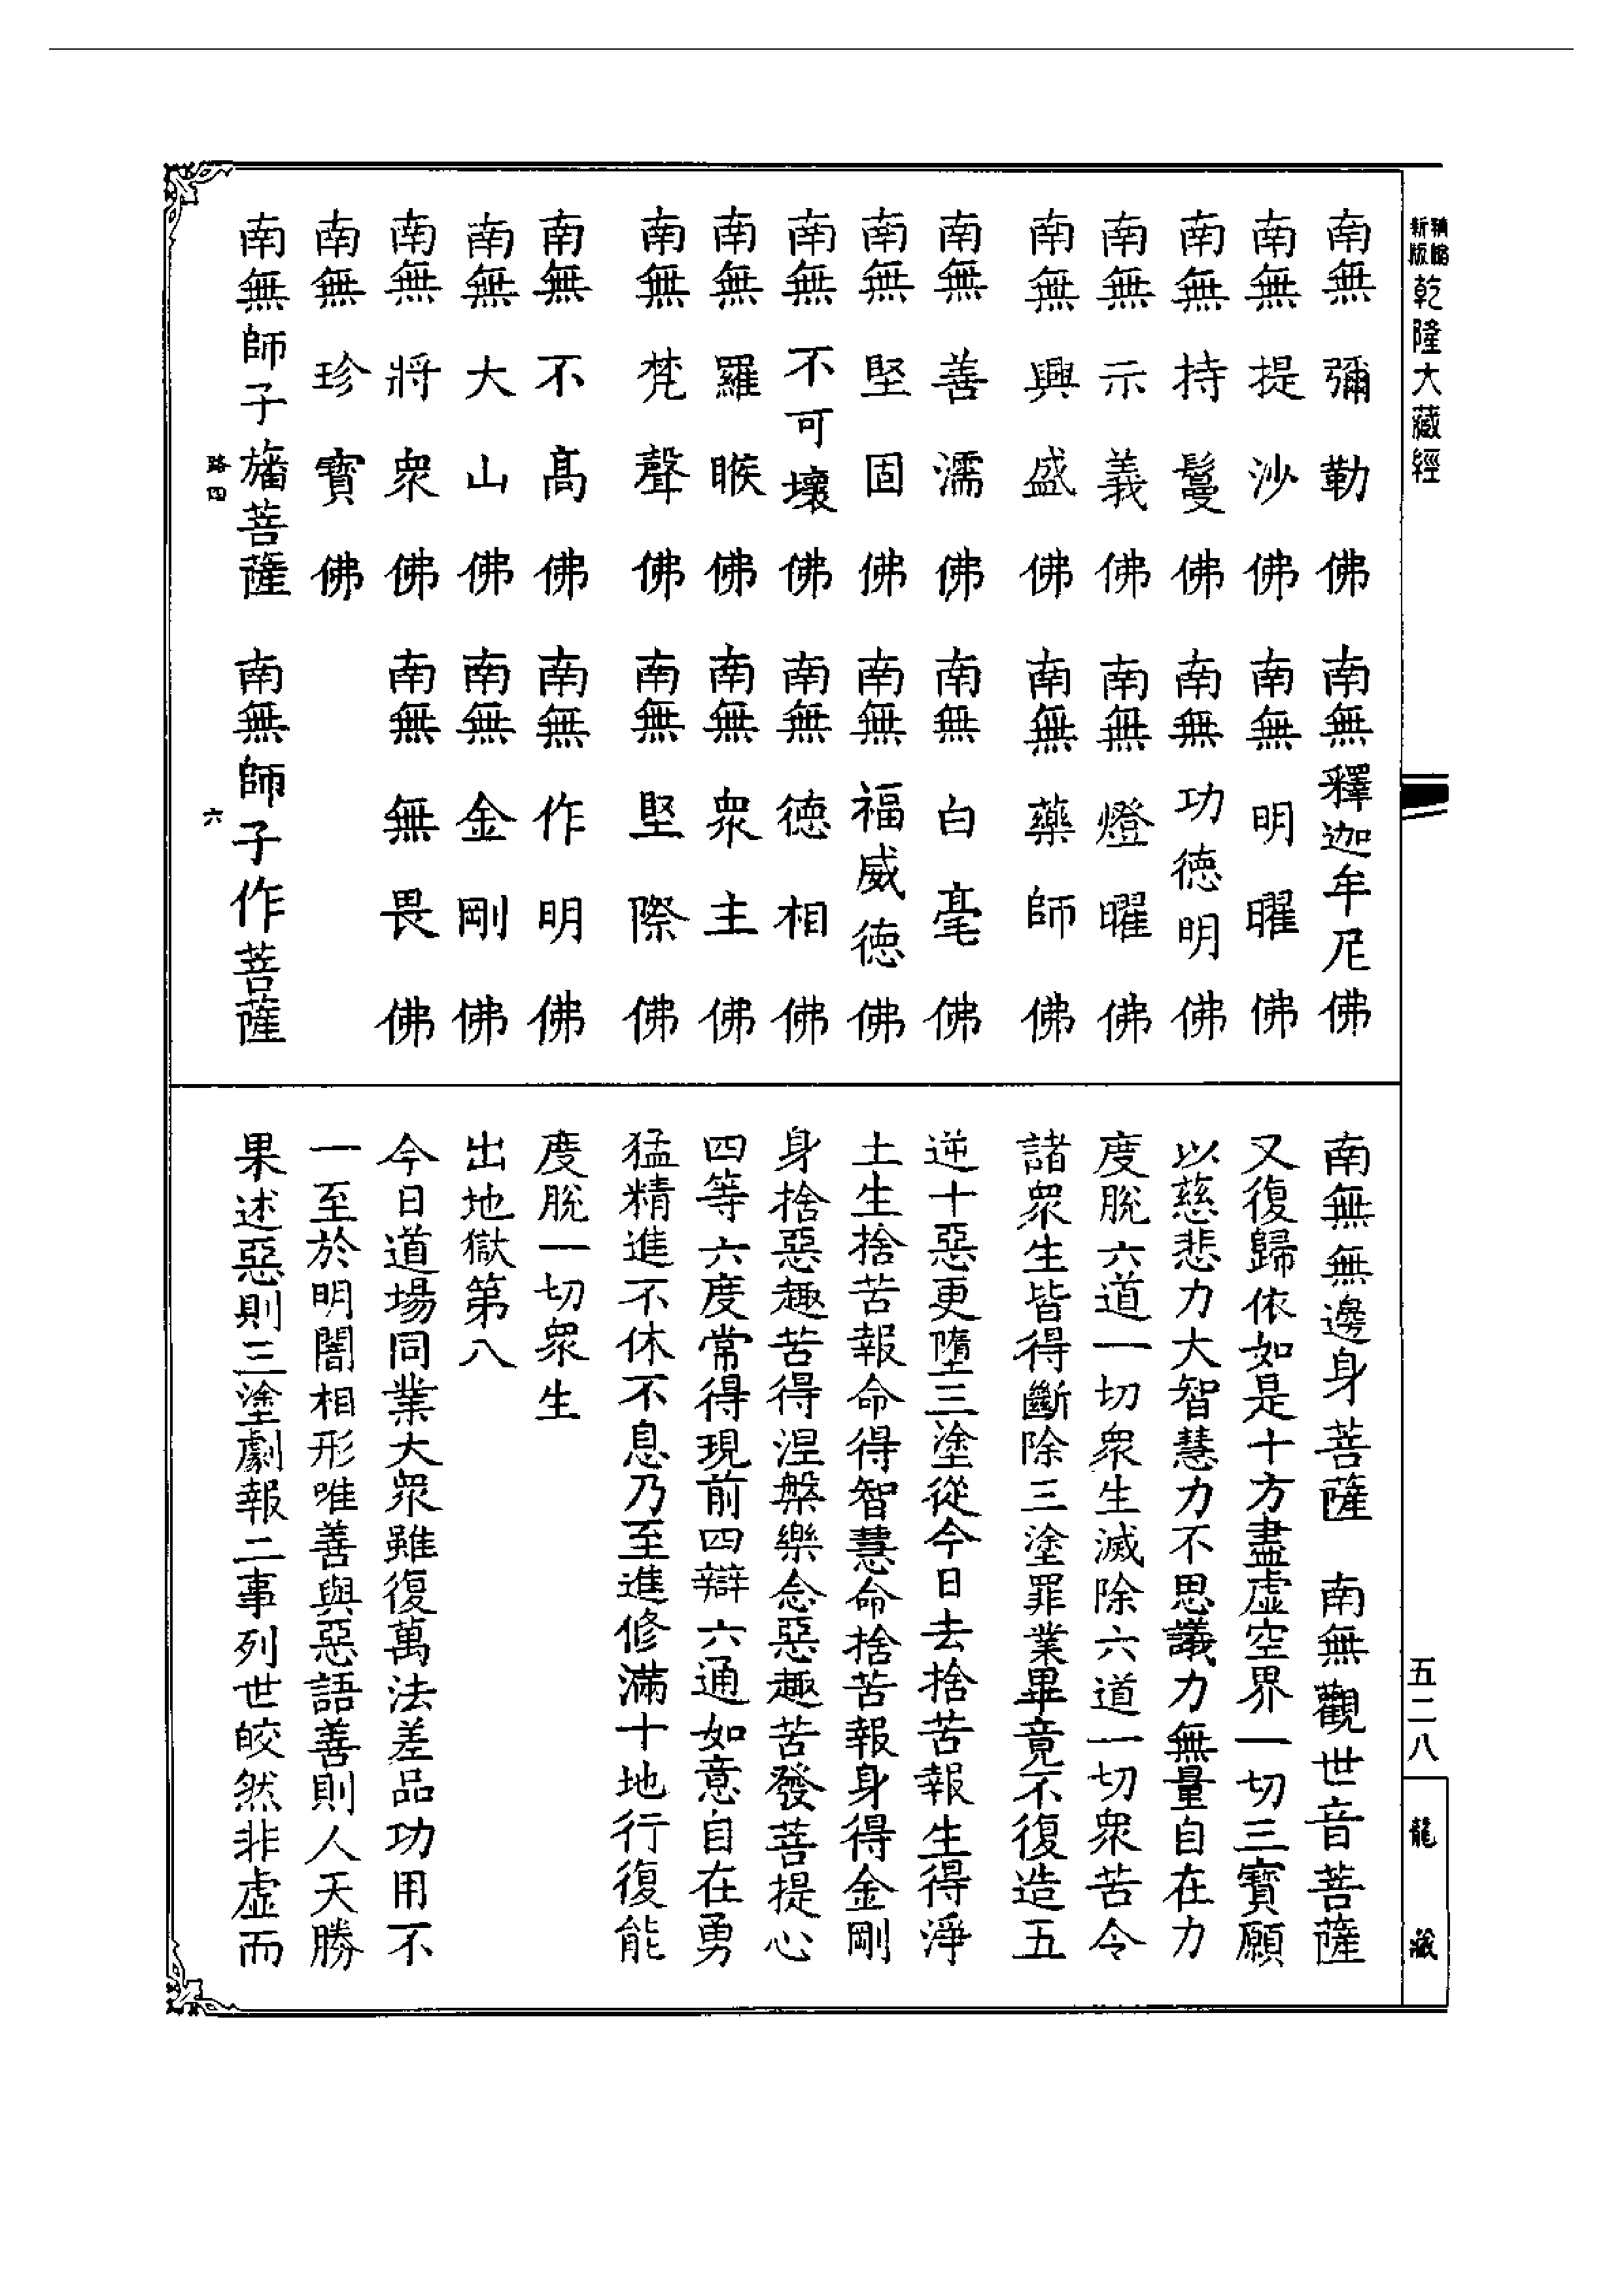 新版
精縮
乾隆大藏經
五二八
龍藏
南無彌勒佛 南無釋迦牟尼佛
南無提沙佛 南無明曜佛
南無持鬘佛 南無功德明佛
南無示義佛 南無燈曜佛
南無興盛佛 南無藥師佛
南無善濡佛 南無白毫佛
南無堅固佛 南無福威德佛
南無不可壞佛 南無德相佛
南無羅睺佛 南無眾主佛
南無梵聲佛 南無堅際佛
南無不高佛 南無作明佛
南無大山佛 南無金剛佛
南無將眾佛 南無無畏佛
南無珍寶佛
南無師子旛菩薩 南無師子作菩薩
路四 六
南無無邊身菩薩 南無觀世音菩薩
又復歸依如是十方盡虛空界一切三寶願
以慈悲力大智慧力不思議力無量自在力
度脫六道一切眾生滅除六道一切眾苦令
諸眾生皆得斷除三塗罪業畢竟不復造五
逆十惡更墮三塗從今日去捨苦報生得淨
土生捨苦報命得智慧命捨苦報身得金剛
身捨惡趣苦得涅槃樂念惡趣苦發菩提心
四等六度常得現前四辯六通如意自在勇
猛精進不休不息乃至進修滿十地行復能
度脫一切眾生
出地獄第八
今日道場同業大眾雖復萬法差品功用不
一至於明闇相形唯善與惡語善則人天勝
果述惡則三塗劇報二事列世皎然非虛而